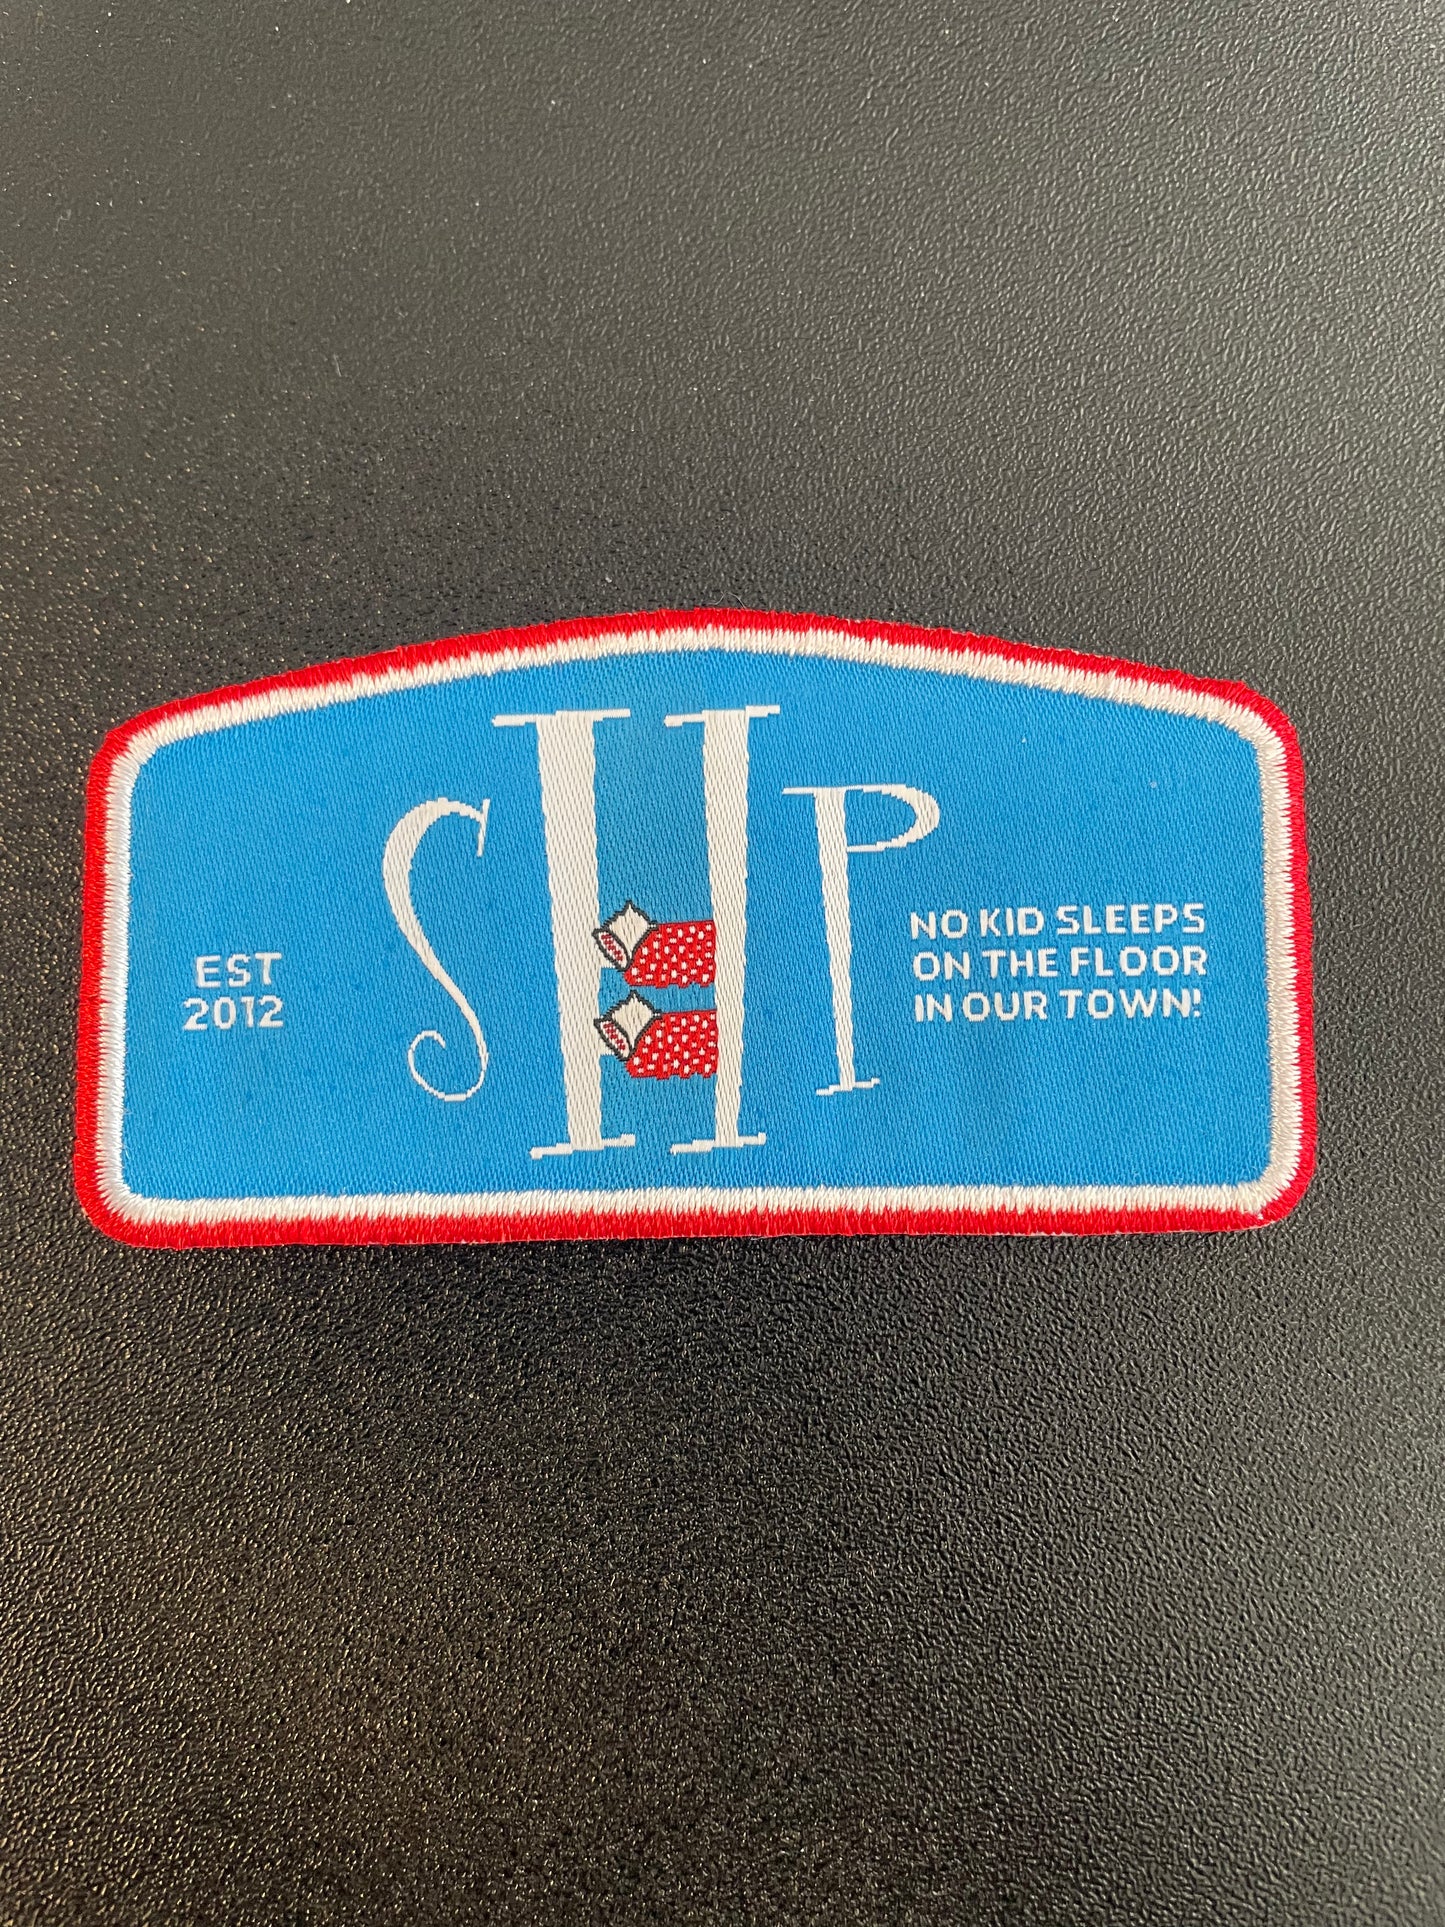 EST
2012
SHP
NO KID SLEEPS
ON THE FLOOR
IN OUR TOWN!